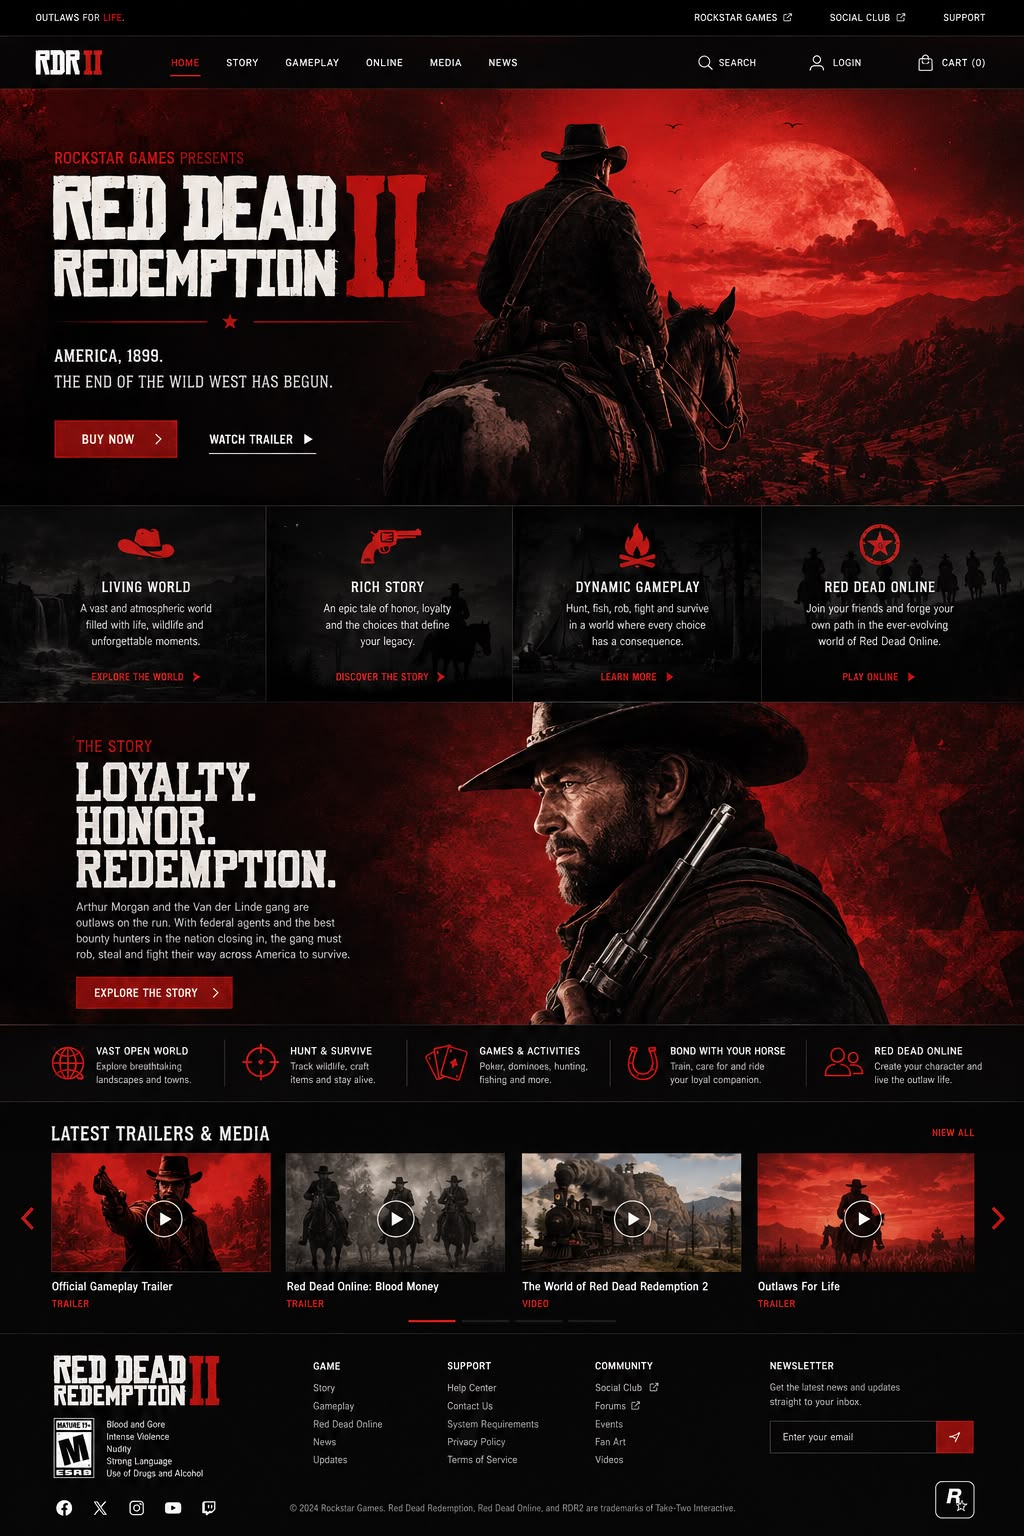 OUTLAWS FOR LIFE.
ROCKSTAR GAMES
SOCIAL CLUB
SUPPORT
RDR II
HOME
STORY
GAMEPLAY
ONLINE
MEDIA
NEWS
SEARCH
LOGIN
CART (0)
ROCKSTAR GAMES PRESENTS
RED DEAD
REDEMPTION II
AMERICA, 1899.
THE END OF THE WILD WEST HAS BEGUN.
BUY NOW
WATCH TRAILER
LIVING WORLD
A vast and atmospheric world
filled with life, wildlife and
unforgettable moments.
EXPLORE THE WORLD
RICH STORY
An epic tale of honor, loyalty
and the choices that define
your legacy.
DISCOVER THE STORY
DYNAMIC GAMEPLAY
Hunt, fish, rob, fight and survive
in a world where every choice
has a consequence.
LEARN MORE
RED DEAD ONLINE
Join your friends and forge your
own path in the ever-evolving
world of Red Dead Online.
PLAY ONLINE
THE STORY
LOYALTY.
HONOR.
REDEMPTION.
Arthur Morgan and the Van der Linde gang are
outlaws on the run. With federal agents and the best
bounty hunters in the nation closing in, the gang must
rob, steal and fight their way across America to survive.
EXPLORE THE STORY
VAST OPEN WORLD
Explore breathtaking
landscapes and towns.
HUNT & SURVIVE
Track wildlife, craft
items and stay alive.
GAMES & ACTIVITIES
Poker, dominoes, hunting,
fishing and more.
BOND WITH YOUR HORSE
Train, care for and ride
your loyal companion.
RED DEAD ONLINE
Create your character and
live the outlaw life.
LATEST TRAILERS & MEDIA
NIEW ALL
Official Gameplay Trailer
TRAILER
Red Dead Online: Blood Money
TRAILER
The World of Red Dead Redemption 2
VIDEO
Outlaws For Life
TRAILER
RED DEAD
REDEMPTION II
MATURE 17+
M
ESRB
Blood and Gore
Intense Violence
Nudity
Strong Language
Use of Drugs and Alcohol
GAME
Story
Gameplay
Red Dead Online
News
Updates
SUPPORT
Help Center
Contact Us
System Requirements
Privacy Policy
Terms of Service
COMMUNITY
Social Club
Forums
Events
Fan Art
Videos
NEWSLETTER
Get the latest news and updates
straight to your inbox.
Enter your email
© 2024 Rockstar Games. Red Dead Redemption, Red Dead Online, and RDR2 are trademarks of Take-Two Interactive.
R